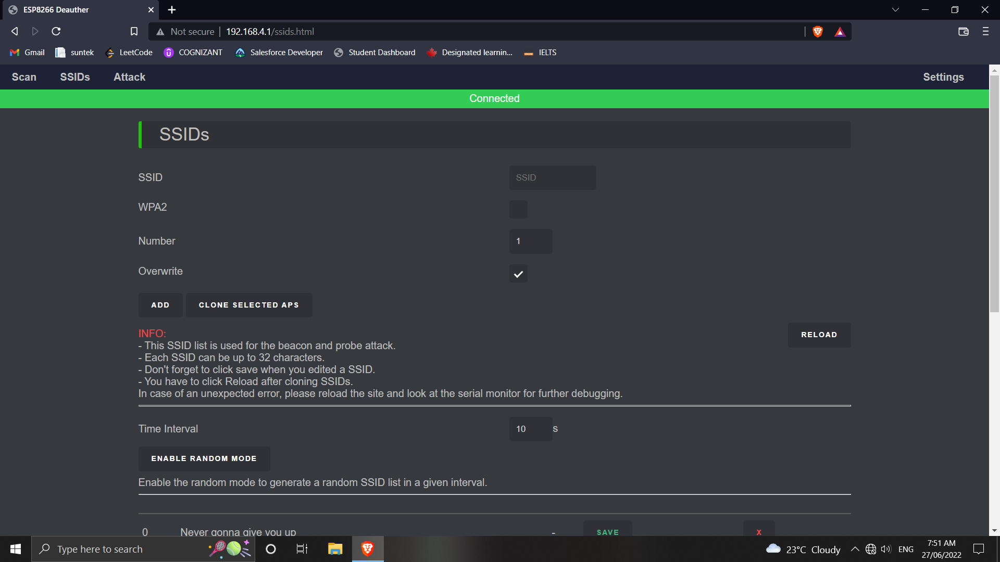 ESP8266 Deauther
Not secure 192.168.4.1/ssids.html
Gmail suntek LeetCode COGNIZANT Salesforce Developer Student Dashboard Designated learnin... IELTS
Scan SSIDs Attack Settings
Connected
SSIDs
SSID SSID
WPA2
Number 1
Overwrite
ADD CLONE SELECTED APS
INFO:
RELOAD
- This SSID list is used for the beacon and probe attack.
- Each SSID can be up to 32 characters.
- Don't forget to click save when you edited a SSID.
- You have to click Reload after cloning SSIDs.
In case of an unexpected error, please reload the site and look at the serial monitor for further debugging.
Time Interval 10 s
ENABLE RANDOM MODE
Enable the random mode to generate a random SSID list in a given interval.
0 Never gonna give you up - SAVE X
Type here to search
23°C Cloudy ENG 7:51 AM
27/06/2022